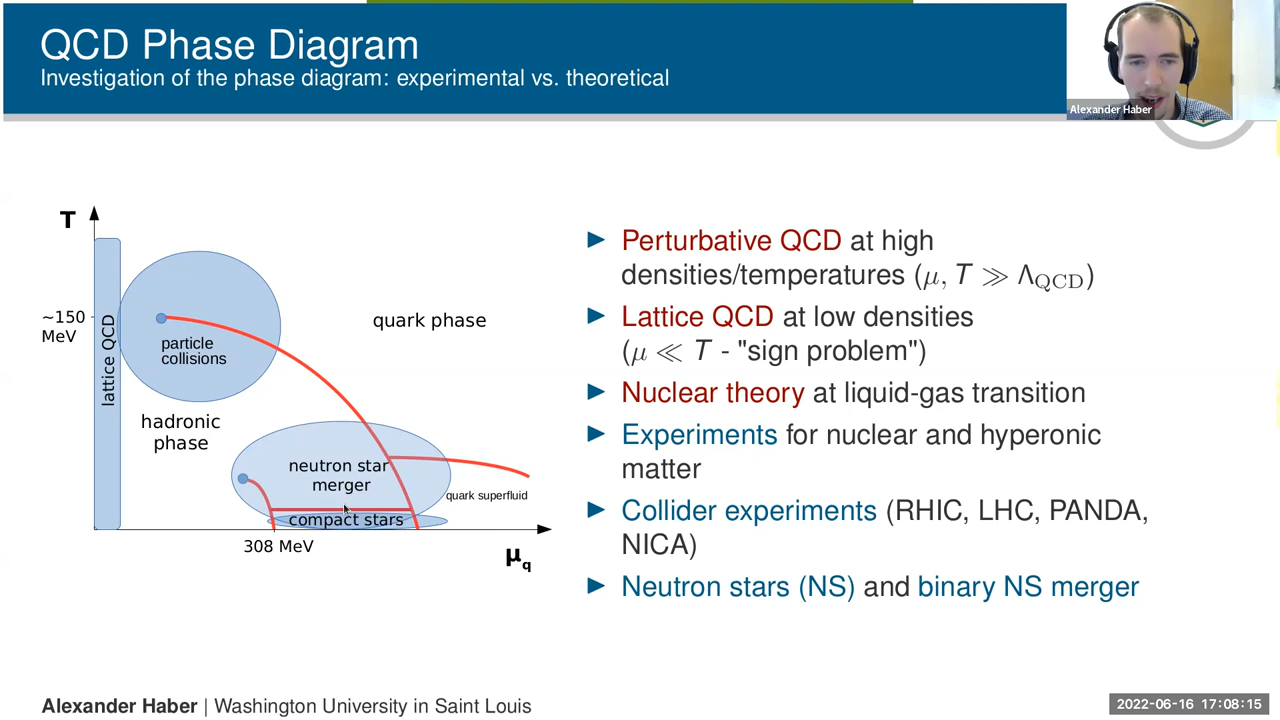 QCD Phase Diagram
Investigation of the phase diagram: experimental vs. theoretical
Alexander Haber
T
~150
MeV
lattice QCD
particle
collisions
quark phase
hadronic
phase
neutron star
merger
quark superfluid
compact stars
308 MeV
μq
Perturbative QCD at high
densities/temperatures (μ, T ≫ ΛQCD)
Lattice QCD at low densities
(μ ≪ T - "sign problem")
Nuclear theory at liquid-gas transition
Experiments for nuclear and hyperonic
matter
Collider experiments (RHIC, LHC, PANDA,
NICA)
Neutron stars (NS) and binary NS merger
Alexander Haber | Washington University in Saint Louis
2022-06-16 17:08:15